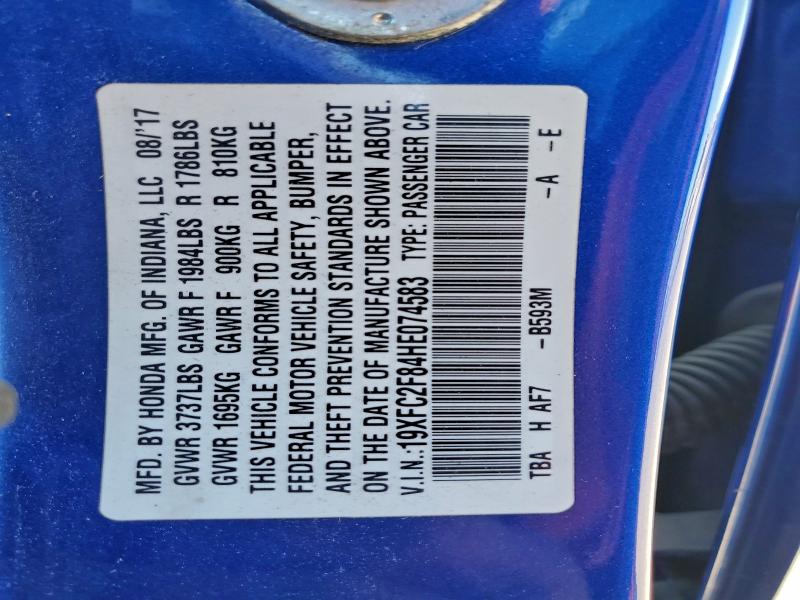 MFD. BY HONDA MFG. OF INDIANA, LLC 08/'17
GVWR 3737LBS GAWR F 1984LBS R 1786LBS
GVWR 1695KG GAWR F 900KG R 810KG
THIS VEHICLE CONFORMS TO ALL APPLICABLE
FEDERAL MOTOR VEHICLE SAFETY, BUMPER,
AND THEFT PREVENTION STANDARDS IN EFFECT
ON THE DATE OF MANUFACTURE SHOWN ABOVE.
V.I.N.:19XFC2F84HE074583 TYPE: PASSENGER CAR
TBA H AF7 -B593M -A -E